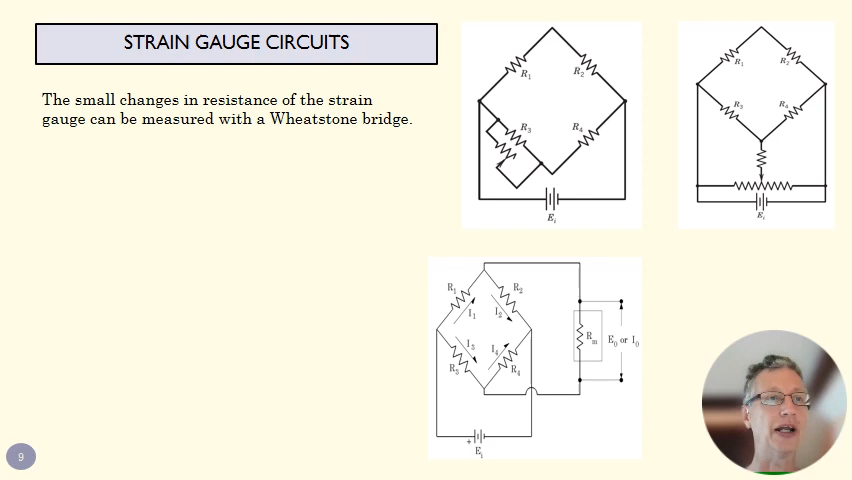 STRAIN GAUGE CIRCUITS
The small changes in resistance of the strain
gauge can be measured with a Wheatstone bridge.
R1 R2
R3 R4
Ei
R1 R2
R3 R4
Ei
R1 R2
I1 I2
I3 I4
R3 R4
Rm E0 or I0
+
Ei
9